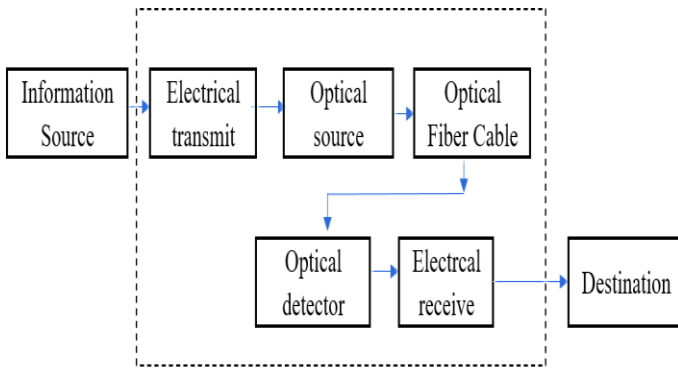 Information
Source
Electrical
transmit
Optical
source
Optical
Fiber Cable
Optical
detector
Electrcal
receive
Destination